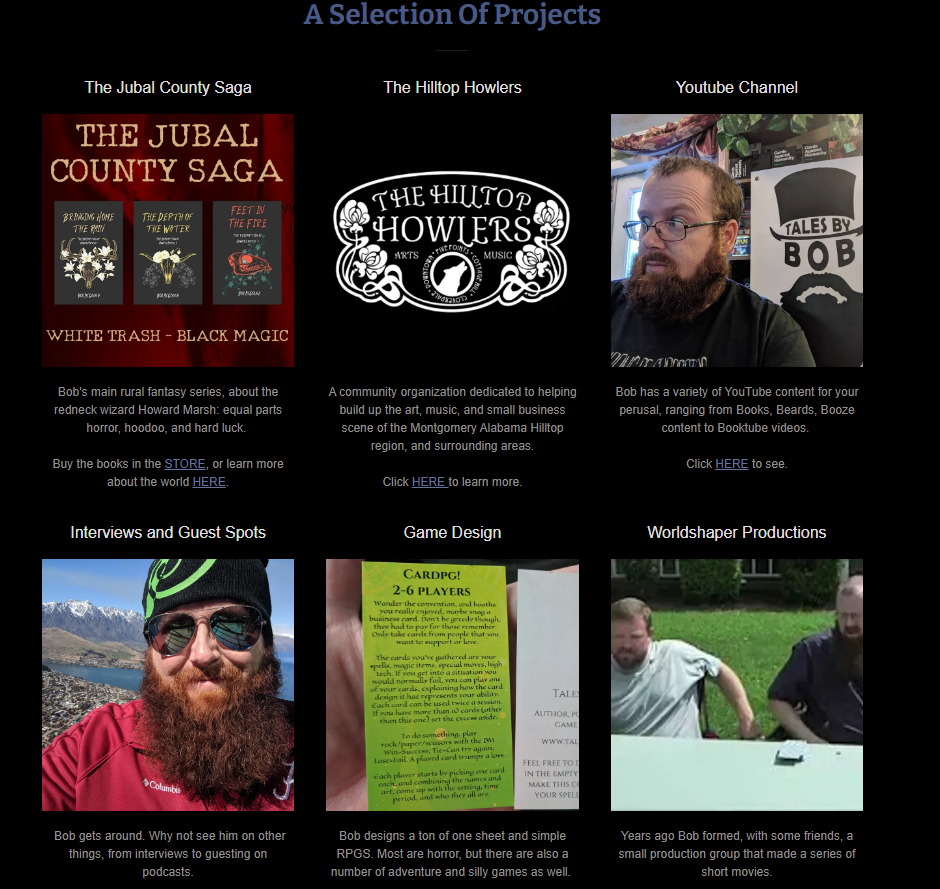 A Selection Of Projects
The Jubal County Saga
The Hilltop Howlers
Youtube Channel
THE JUBAL
COUNTY SAGA
BRINGING HOME
THE RAIN
THE DEPTH OF
THE WATER
FEET IN
THE FIRE
BOB MCGOUGH
BOB MCGOUGH
BOB MCGOUGH
WHITE TRASH - BLACK MAGIC
THE HILLTOP
HOWLERS
ARTS
MUSIC
DOWNTOWN • THE POINTS • COTTAGE HILL • CLOVERDALE
Cards Against Humanity
TALES BY
BOB
Bob's main rural fantasy series, about the
redneck wizard Howard Marsh: equal parts
horror, hoodoo, and hard luck.
Buy the books in the STORE, or learn more
about the world HERE.
A community organization dedicated to helping
build up the art, music, and small business
scene of the Montgomery Alabama Hilltop
region, and surrounding areas.
Click HERE to learn more.
Bob has a variety of YouTube content for your
perusal, ranging from Books, Beards, Booze
content to Booktube videos.
Click HERE to see.
Interviews and Guest Spots
Game Design
Worldshaper Productions
Columbia
CARDPG!
2-6 PLAYERS
Wander the convention, and booths
you really enjoyed, maybe snag a
business card. Don't be greedy though,
they had to pay for those remember.
Only take cards from people that you
want to support or love.
The cards you've gathered are your
spells, magic items, special moves, high
tech. If you get into a situation you
would normally fail, you can play one
of your cards, explaining how the card
design it has represents your ability.
Each card can be used twice a session.
If you have more than 10 cards (other
than this one) set the excess aside.
To do something, play
rock/paper/scissors with the DM.
Win=Success, Tie=Can try again,
Lose=fail. A played card trumps a loss.
Each player starts by picking one card
each, and combining the names and
art, come up with the setting, time
period, and who they all are.
TALES
AUTHOR, PO
GAME
WWW.TAL
FEEL FREE TO D
IN THE EMPTY
MAKE THIS C
YOUR SPELL
Bob gets around. Why not see him on other
things, from interviews to guesting on
podcasts.
Bob designs a ton of one sheet and simple
RPGS. Most are horror, but there are also a
number of adventure and silly games as well.
Years ago Bob formed, with some friends, a
small production group that made a series of
short movies.